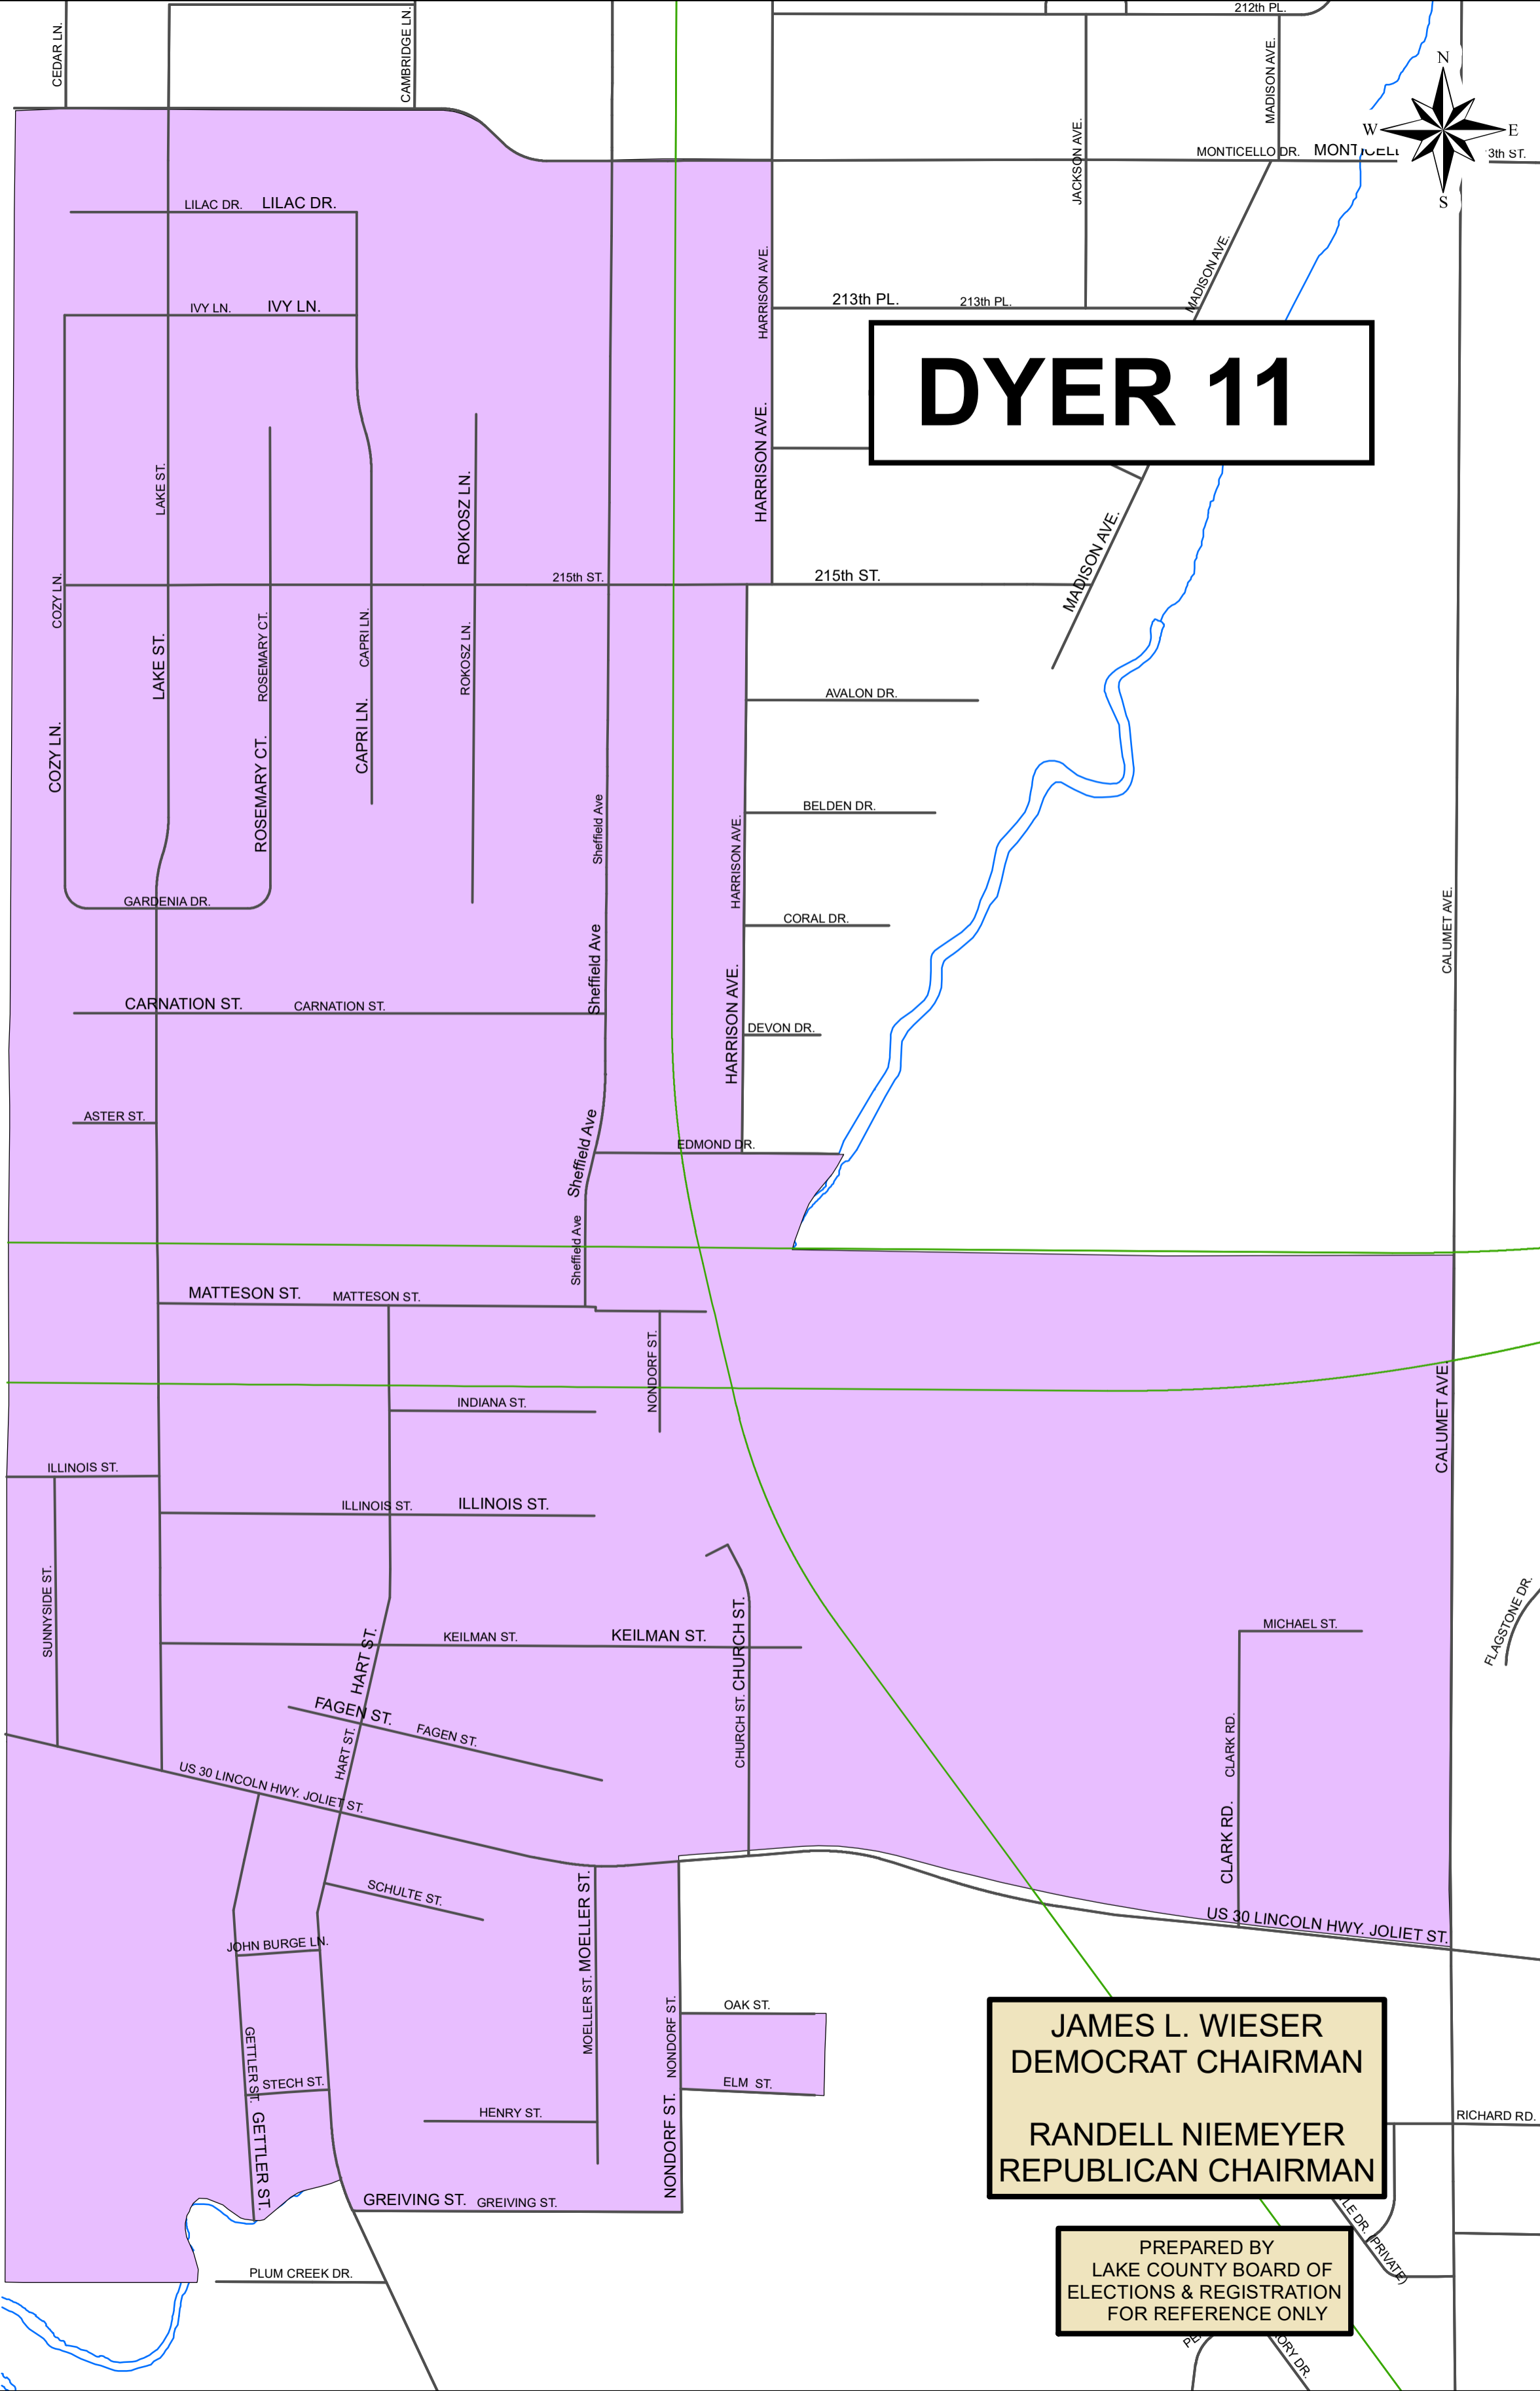 212th PL.
CEDAR LN.
CAMBRIDGE LN.
MADISON AVE.
N
W
E
S
JACKSON AVE.
MONTICELLO DR.
3th ST.
LILAC DR.
LILAC DR.
MADISON AVE.
HARRISON AVE.
IVY LN.
IVY LN.
213th PL.
213th PL.
DYER 11
HARRISON AVE.
LAKE ST.
ROKOSZ LN.
MADISON AVE.
215th ST.
215th ST.
COZY LN.
LAKE ST.
ROSEMARY CT.
CAPRI LN.
ROKOSZ LN.
AVALON DR.
COZY LN.
ROSEMARY CT.
CAPRI LN.
BELDEN DR.
Sheffield Ave
HARRISON AVE.
GARDENIA DR.
CORAL DR.
CALUMET AVE.
Sheffield Ave
CARNATION ST.
CARNATION ST.
HARRISON AVE.
DEVON DR.
ASTER ST.
Sheffield Ave
EDMOND DR.
Sheffield Ave
MATTESON ST.
MATTESON ST.
NONDORF ST.
CALUMET AVE.
INDIANA ST.
ILLINOIS ST.
ILLINOIS ST.
ILLINOIS ST.
SUNNYSIDE ST.
KEILMAN ST.
KEILMAN ST.
CHURCH ST.
MICHAEL ST.
FLAGSTONE DR.
HART ST.
FAGEN ST.
FAGEN ST.
CHURCH ST.
CLARK RD.
HART ST.
US 30 LINCOLN HWY. JOLIET ST.
CLARK RD.
SCHULTE ST.
MOELLER ST.
US 30 LINCOLN HWY. JOLIET ST.
JOHN BURGE LN.
MOELLER ST.
NONDORF ST.
OAK ST.
GETTLER ST.
STECH ST.
ELM ST.
HENRY ST.
GETTLER ST.
NONDORF ST.
GREIVING ST.
GREIVING ST.
JAMES L. WIESER
DEMOCRAT CHAIRMAN
RANDELL NIEMEYER
REPUBLICAN CHAIRMAN
RICHARD RD.
(PRIVATE)
PLUM CREEK DR.
PREPARED BY
LAKE COUNTY BOARD OF
ELECTIONS & REGISTRATION
FOR REFERENCE ONLY